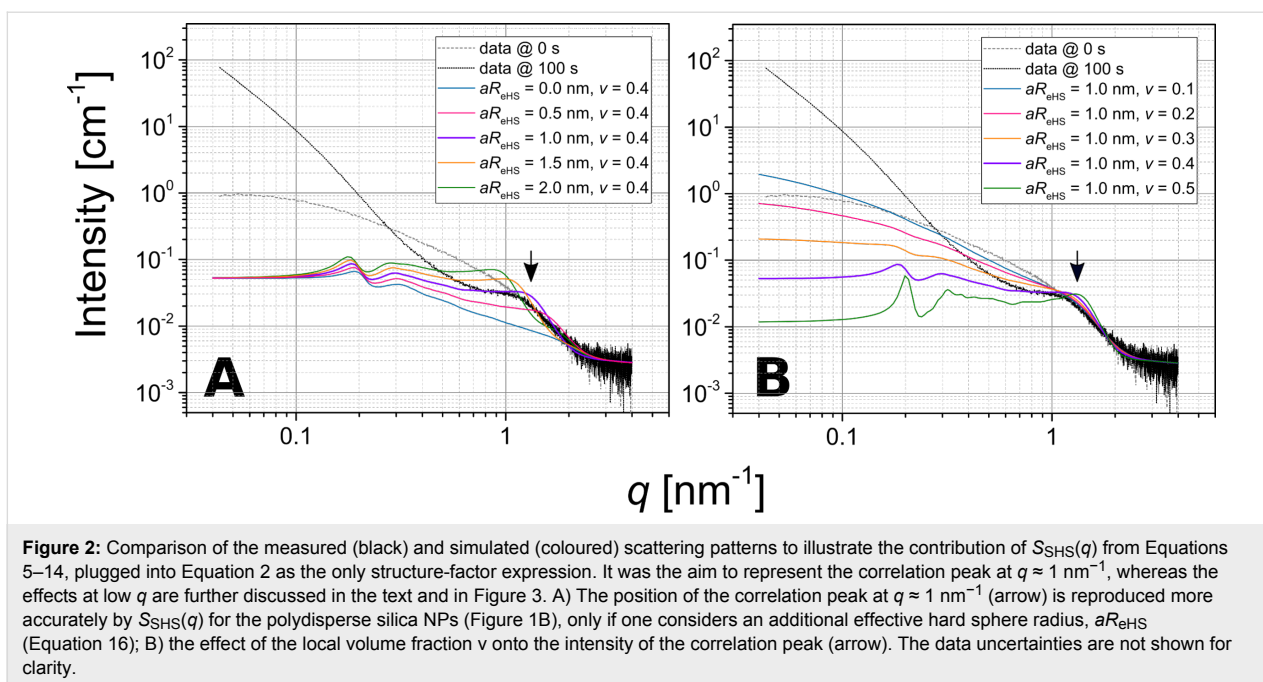 Intensity [cm⁻¹]
10²
10¹
10⁰
10⁻¹
10⁻²
10⁻³
data @ 0 s
data @ 100 s
aRₑHS = 0.0 nm, v = 0.4
aRₑHS = 0.5 nm, v = 0.4
aRₑHS = 1.0 nm, v = 0.4
aRₑHS = 1.5 nm, v = 0.4
aRₑHS = 2.0 nm, v = 0.4
A
0.1 1
10²
10¹
10⁰
10⁻¹
10⁻²
10⁻³
data @ 0 s
data @ 100 s
aRₑHS = 1.0 nm, v = 0.1
aRₑHS = 1.0 nm, v = 0.2
aRₑHS = 1.0 nm, v = 0.3
aRₑHS = 1.0 nm, v = 0.4
aRₑHS = 1.0 nm, v = 0.5
B
0.1 1
q [nm⁻¹]
Figure 2: Comparison of the measured (black) and simulated (coloured) scattering patterns to illustrate the contribution of SSHS(q) from Equations
5–14, plugged into Equation 2 as the only structure-factor expression. It was the aim to represent the correlation peak at q ≈ 1 nm⁻¹, whereas the
effects at low q are further discussed in the text and in Figure 3. A) The position of the correlation peak at q ≈ 1 nm⁻¹ (arrow) is reproduced more
accurately by SSHS(q) for the polydisperse silica NPs (Figure 1B), only if one considers an additional effective hard sphere radius, aRₑHS
(Equation 16); B) the effect of the local volume fraction v onto the intensity of the correlation peak (arrow). The data uncertainties are not shown for
clarity.